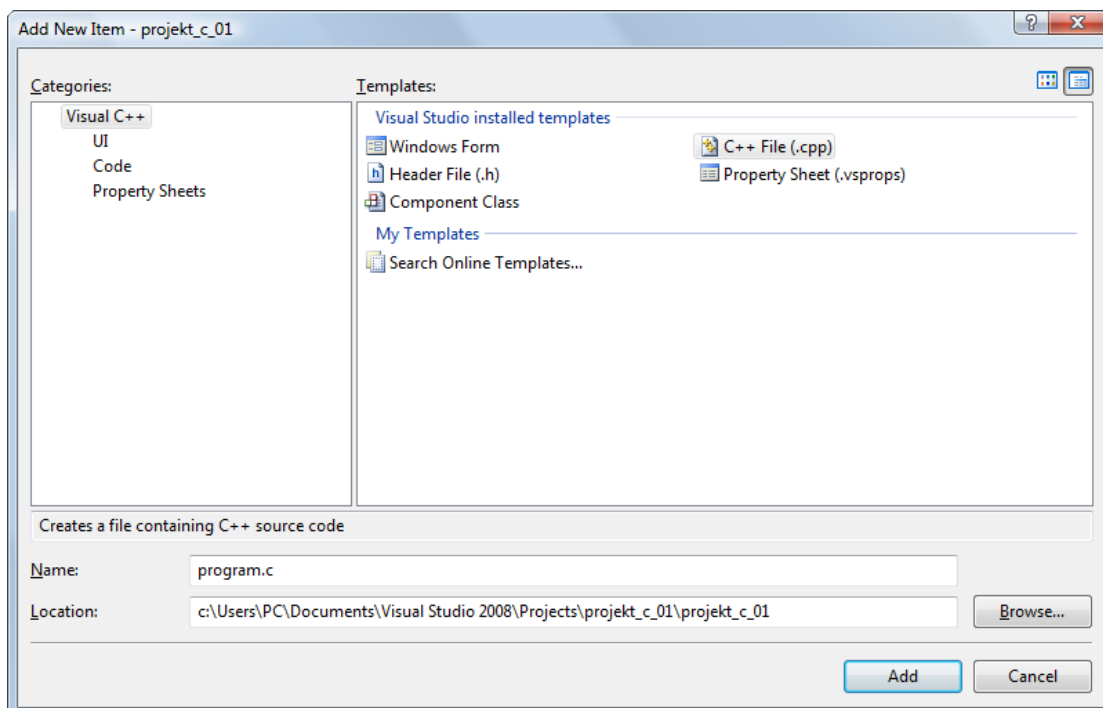 Add New Item - projekt_c_01
Categories:
Templates:
Visual C++
UI
Code
Property Sheets
Visual Studio installed templates
Windows Form
C++ File (.cpp)
Header File (.h)
Property Sheet (.vsprops)
Component Class
My Templates
Search Online Templates...
Creates a file containing C++ source code
Name:
program.c
Location:
c:\Users\PC\Documents\Visual Studio 2008\Projects\projekt_c_01\projekt_c_01
Browse...
Add
Cancel